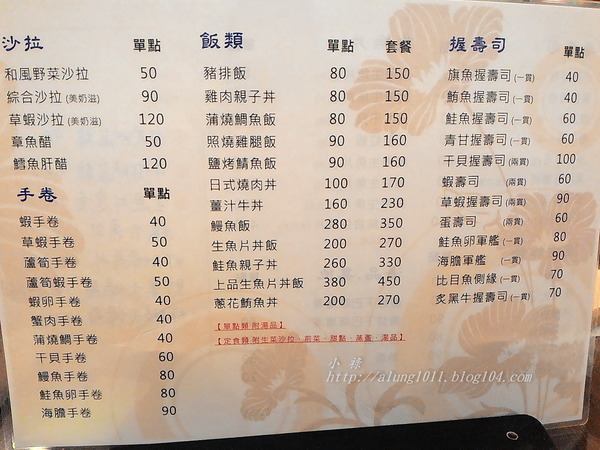 沙拉 單點
和風野菜沙拉 50
綜合沙拉(美奶滋) 90
草蝦沙拉(美奶滋) 120
章魚醋 50
鱈魚肝醋 120
手卷 單點
蝦手卷 40
草蝦手卷 50
蘆筍手卷 40
蘆筍蝦手卷 50
蝦卵手卷 40
蟹肉手卷 40
蒲燒鯛手卷 40
干貝手卷 60
鰻魚手卷 80
鮭魚卵手卷 80
海膽手卷 90
飯類 單點 套餐
豬排飯 80 150
雞肉親子丼 80 150
蒲燒鯛魚飯 80 150
照燒雞腿飯 90 160
鹽烤鯖魚飯 90 160
日式燒肉丼 100 170
薑汁牛丼 160 230
鰻魚飯 280 350
生魚片丼飯 200 270
鮭魚親子丼 260 330
上品生魚片丼飯 380 450
蔥花鮪魚丼 200 270
【單點類 附湯品】
【定食類 附生菜沙拉、前菜、甜點、蒸蛋、湯品】
握壽司 單點
旗魚握壽司(一貫) 40
鮪魚握壽司(一貫) 40
鮭魚握壽司(一貫) 60
青甘握壽司(一貫) 60
干貝握壽司(兩貫) 100
蝦壽司(兩貫) 60
草蝦握壽司(兩貫) 90
蛋壽司(兩貫) 60
鮭魚卵軍艦(一貫) 80
海膽軍艦(一貫) 90
比目魚側緣(一貫) 70
炙黑牛握壽司(一貫) 70
小祿
http://alung1011.blog104.com/